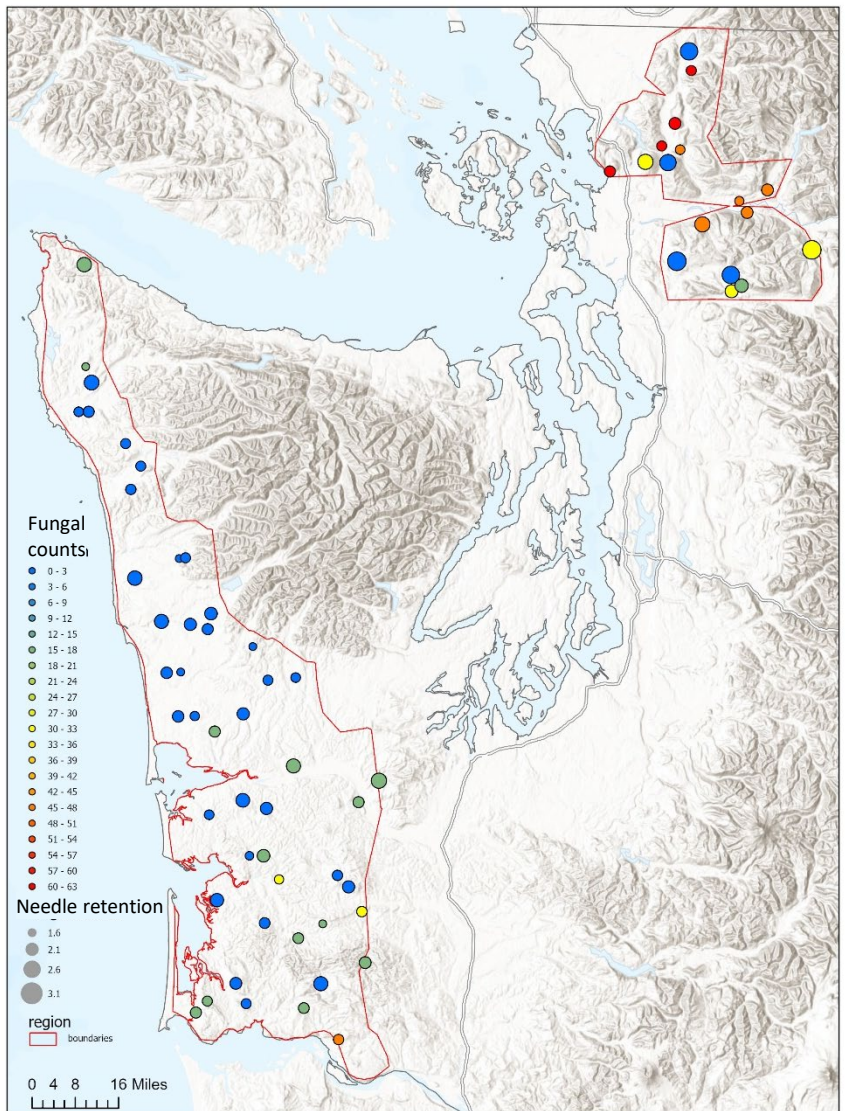 Fungal
counts
0 - 3
3 - 6
6 - 9
9 - 12
12 - 15
15 - 18
18 - 21
21 - 24
24 - 27
27 - 30
30 - 33
33 - 36
36 - 39
39 - 42
42 - 45
45 - 48
48 - 51
51 - 54
54 - 57
57 - 60
60 - 63
Needle retention
1.6
2.1
2.6
3.1
region
boundaries
0 4 8 16 Miles